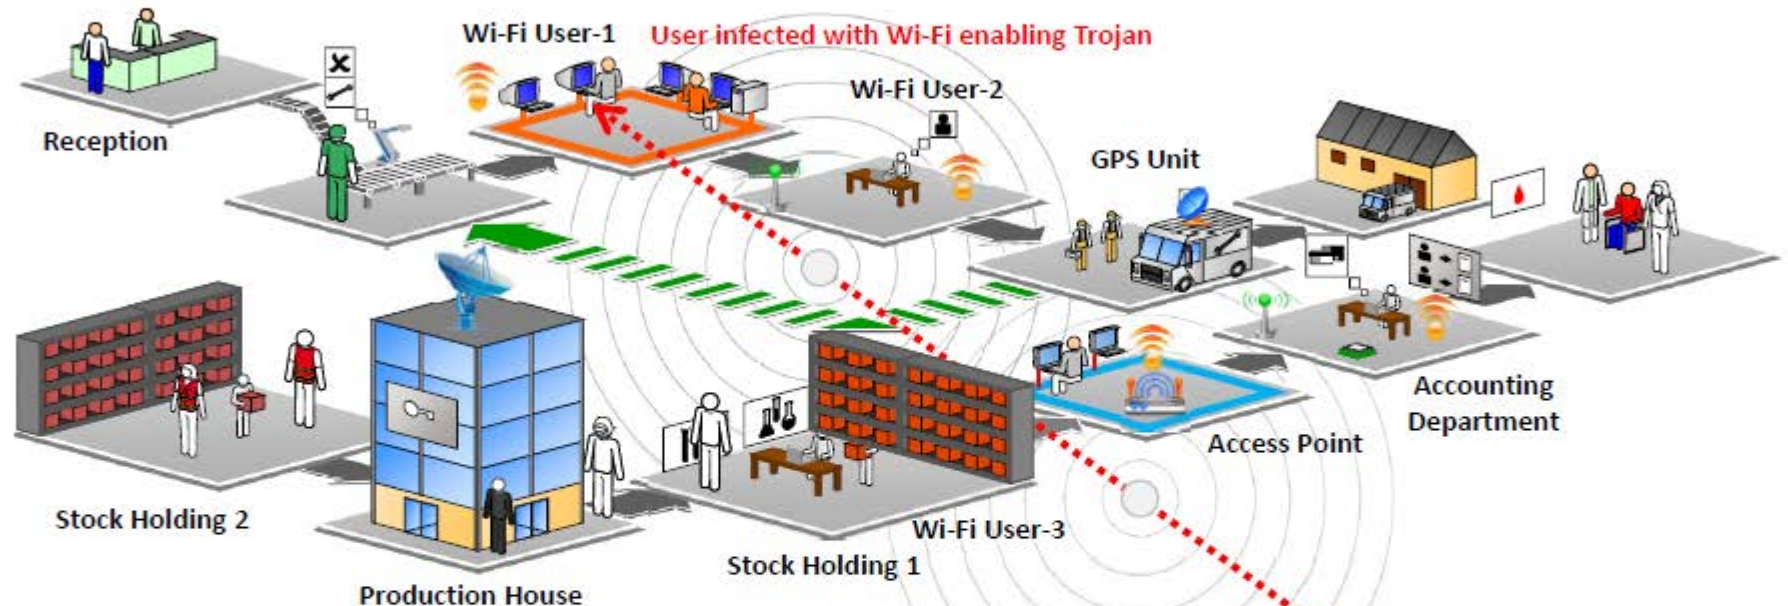 Wi-Fi User-1
User infected with Wi-Fi enabling Trojan
Wi-Fi User-2
Reception
GPS Unit
Accounting
Department
Access Point
Stock Holding 2
Wi-Fi User-3
Stock Holding 1
Production House